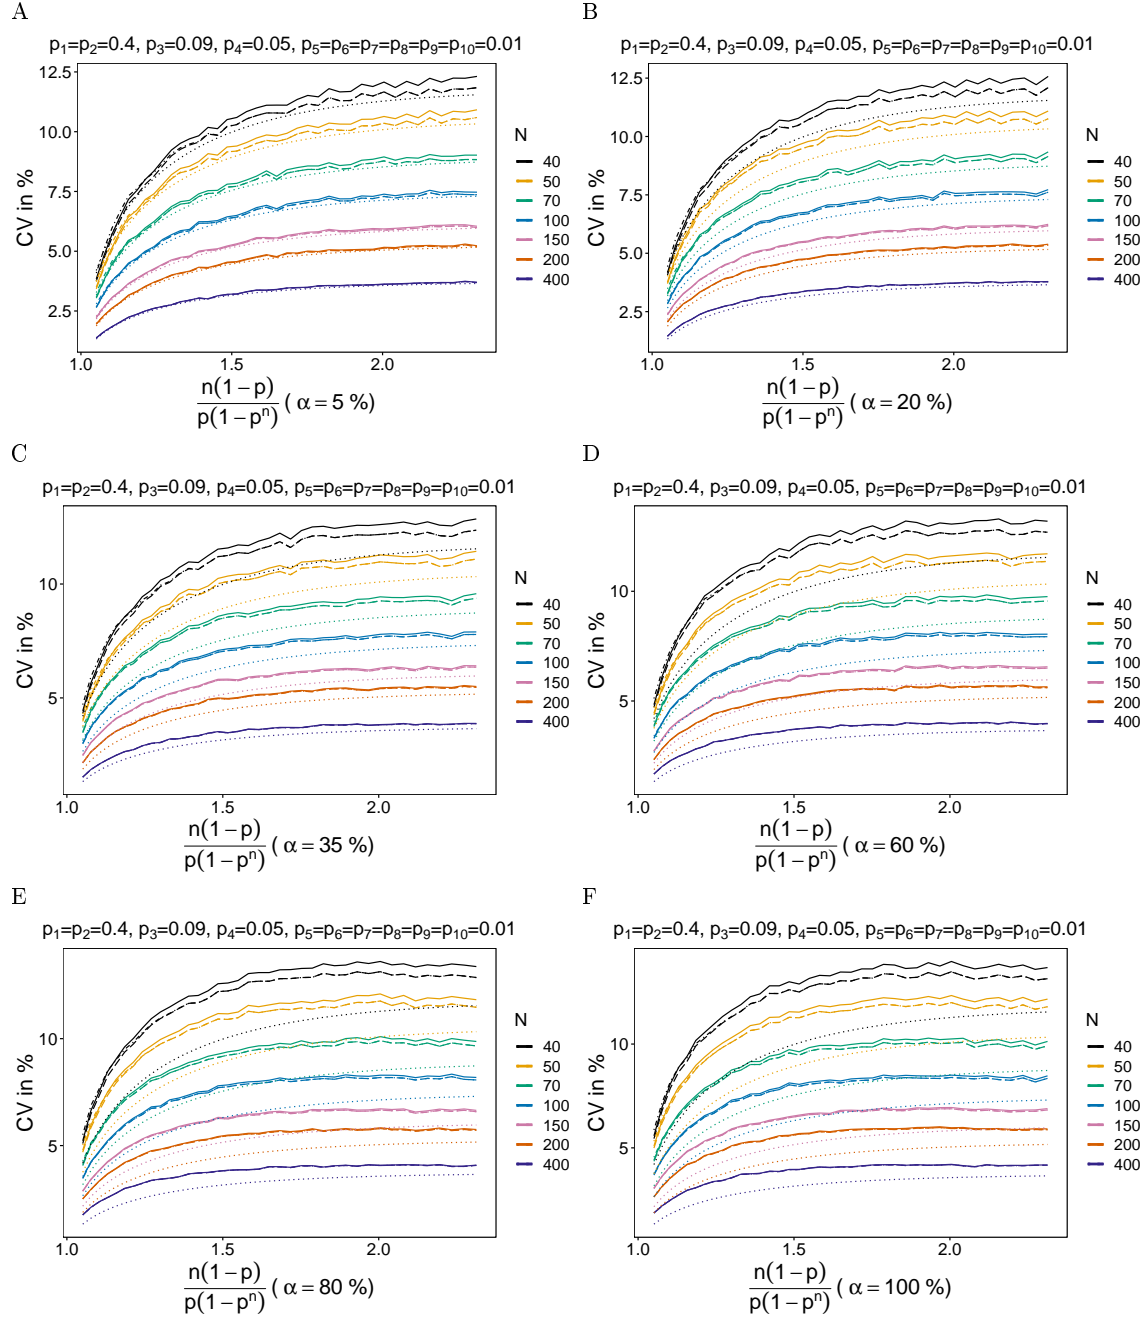 A
p₁=p₂=0.4, p₃=0.09, p₄=0.05, p₅=p₆=p₇=p₈=p₉=p₁₀=0.01
CV in %
12.5
10.0
7.5
5.0
2.5
1.0 1.5 2.0
n(1−p)
p(1−pⁿ) ( α = 5 %)
N
40
50
70
100
150
200
400
B
p₁=p₂=0.4, p₃=0.09, p₄=0.05, p₅=p₆=p₇=p₈=p₉=p₁₀=0.01
CV in %
12.5
10.0
7.5
5.0
2.5
1.0 1.5 2.0
n(1−p)
p(1−pⁿ) ( α = 20 %)
N
40
50
70
100
150
200
400
C
p₁=p₂=0.4, p₃=0.09, p₄=0.05, p₅=p₆=p₇=p₈=p₉=p₁₀=0.01
CV in %
10
5
1.0 1.5 2.0
n(1−p)
p(1−pⁿ) ( α = 35 %)
N
40
50
70
100
150
200
400
D
p₁=p₂=0.4, p₃=0.09, p₄=0.05, p₅=p₆=p₇=p₈=p₉=p₁₀=0.01
CV in %
10
5
1.0 1.5 2.0
n(1−p)
p(1−pⁿ) ( α = 60 %)
N
40
50
70
100
150
200
400
E
p₁=p₂=0.4, p₃=0.09, p₄=0.05, p₅=p₆=p₇=p₈=p₉=p₁₀=0.01
CV in %
10
5
1.0 1.5 2.0
n(1−p)
p(1−pⁿ) ( α = 80 %)
N
40
50
70
100
150
200
400
F
p₁=p₂=0.4, p₃=0.09, p₄=0.05, p₅=p₆=p₇=p₈=p₉=p₁₀=0.01
CV in %
10
5
1.0 1.5 2.0
n(1−p)
p(1−pⁿ) ( α = 100 %)
N
40
50
70
100
150
200
400